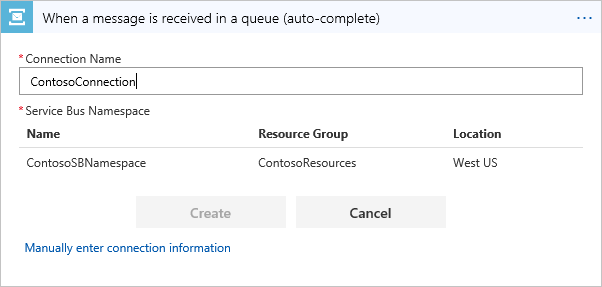 When a message is received in a queue (auto-complete)
* Connection Name
ContosoConnection
* Service Bus Namespace
Name Resource Group Location
ContosoSBNamespace ContosoResources West US
Create Cancel
Manually enter connection information